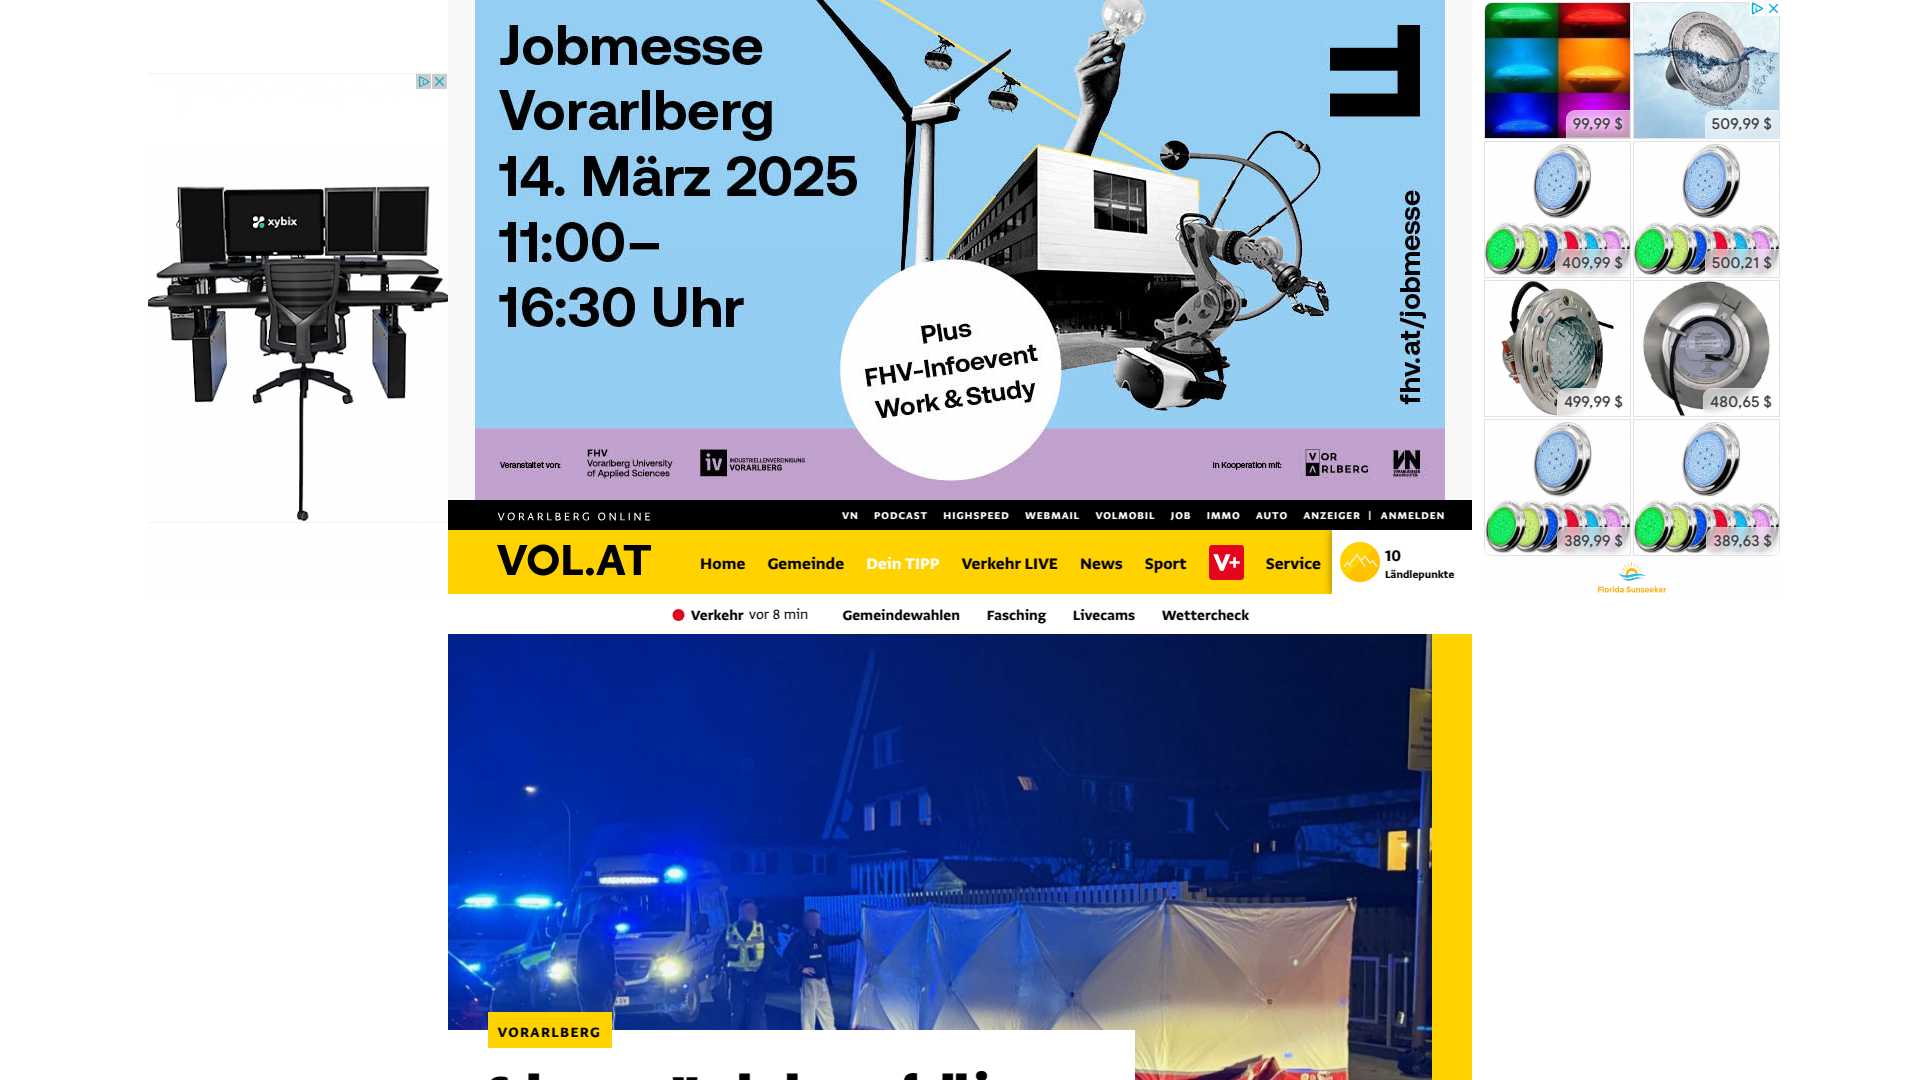 Jobmesse
Vorarlberg
14. März 2025
11:00–
16:30 Uhr
Plus
FHV-Infoevent
Work & Study
fhv.at/jobmesse
Veranstaltet von:
FHV
Vorarlberg University
of Applied Sciences
iv
INDUSTRIELLENVEREINIGUNG
VORARLBERG
In Kooperation mit:
VOR
ARLBERG
VN
xybix
99,99 $
509,99 $
409,99 $
500,21 $
499,99 $
480,65 $
389,99 $
389,63 $
Florida Sunseeker
VORARLBERG ONLINE
VN PODCAST HIGHSPEED WEBMAIL VOLMOBIL JOB IMMO AUTO ANZEIGER | ANMELDEN
VOL.AT
Home Gemeinde Dein TIPP Verkehr LIVE News Sport V+ Service
10
Ländlepunkte
Verkehr vor 8 min Gemeindewahlen Fasching Livecams Wettercheck
VORARLBERG